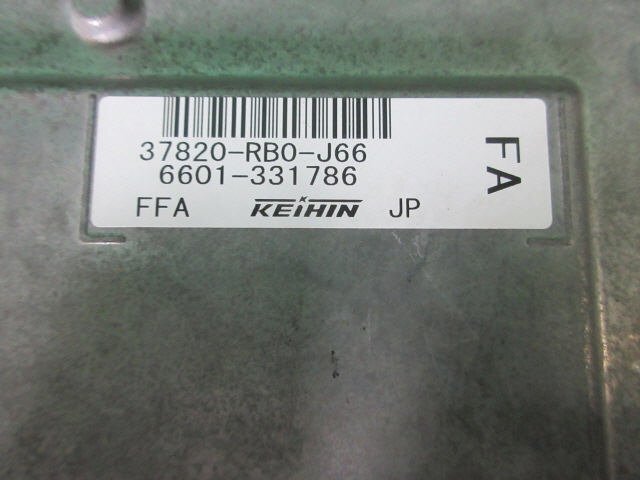 37820-RB0-J66
6601-331786
FFA KEIHIN JP
FA